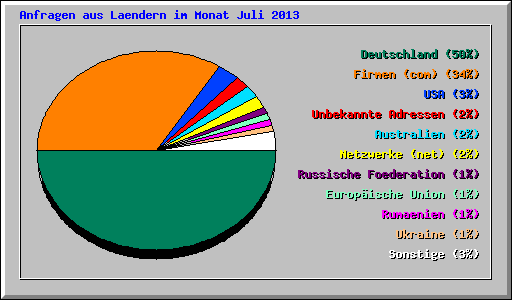 Anfragen aus Laendern im Monat Juli 2013
Deutschland (50%)
Firmen (com) (34%)
USA (3%)
Unbekannte Adressen (2%)
Australien (2%)
Netzwerke (net) (2%)
Russische Foederation (1%)
Europäische Union (1%)
Rumaenien (1%)
Ukraine (1%)
Sonstige (3%)